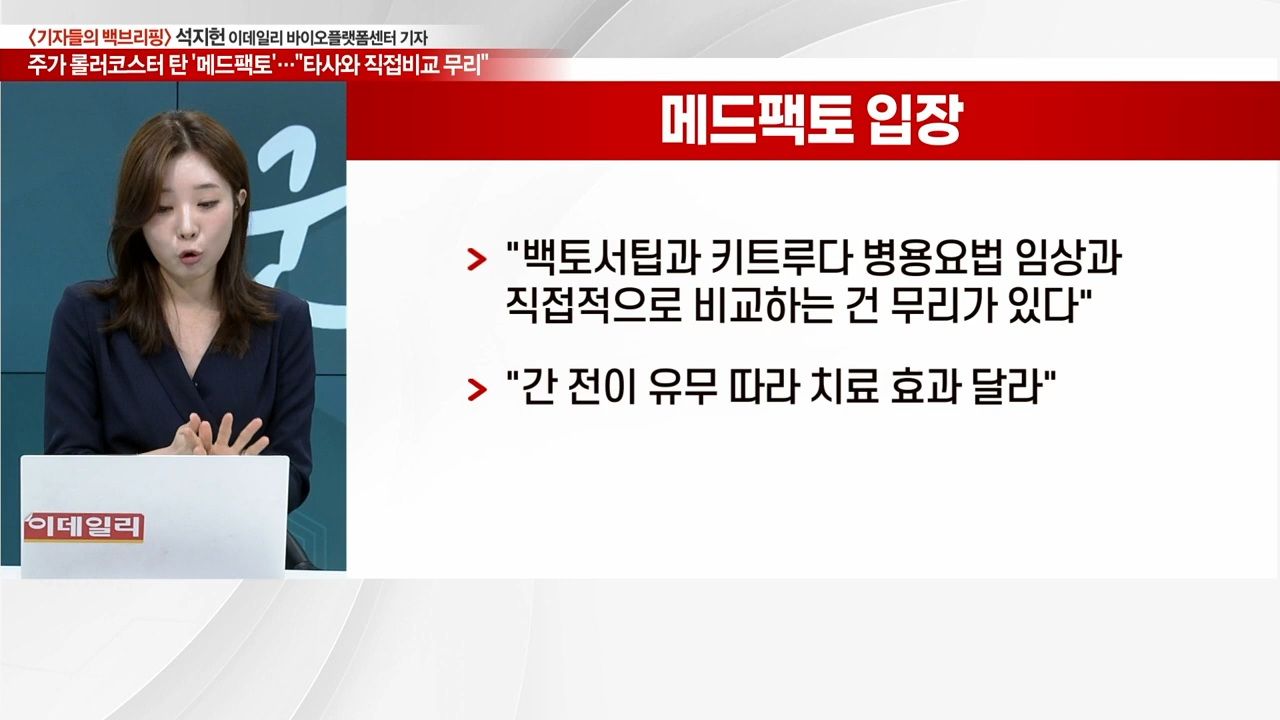 <기자들의 백브리핑> 석지헌 이데일리 바이오플랫폼센터 기자
주가 롤러코스터 탄 '메드팩토'…"타사와 직접비교 무리"
메드팩토 입장
> "백토서팁과 키트루다 병용요법 임상과
직접적으로 비교하는 건 무리가 있다"
> "간 전이 유무 따라 치료 효과 달라"
이데일리